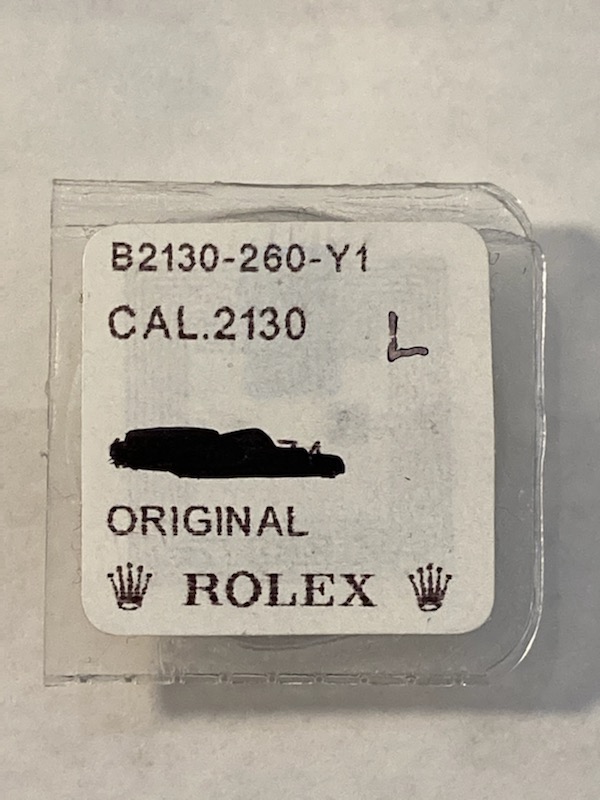 B2130-260-Y1
CAL.2130 L
ORIGINAL
ROLEX